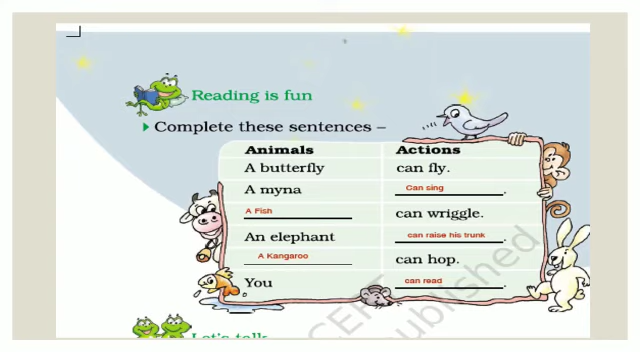 Reading is fun
Complete these sentences –
Animals Actions
A butterfly can fly.
A myna Can sing .
A Fish can wriggle.
An elephant can raise his trunk .
A Kangaroo can hop.
You can read .
published
Let's talk